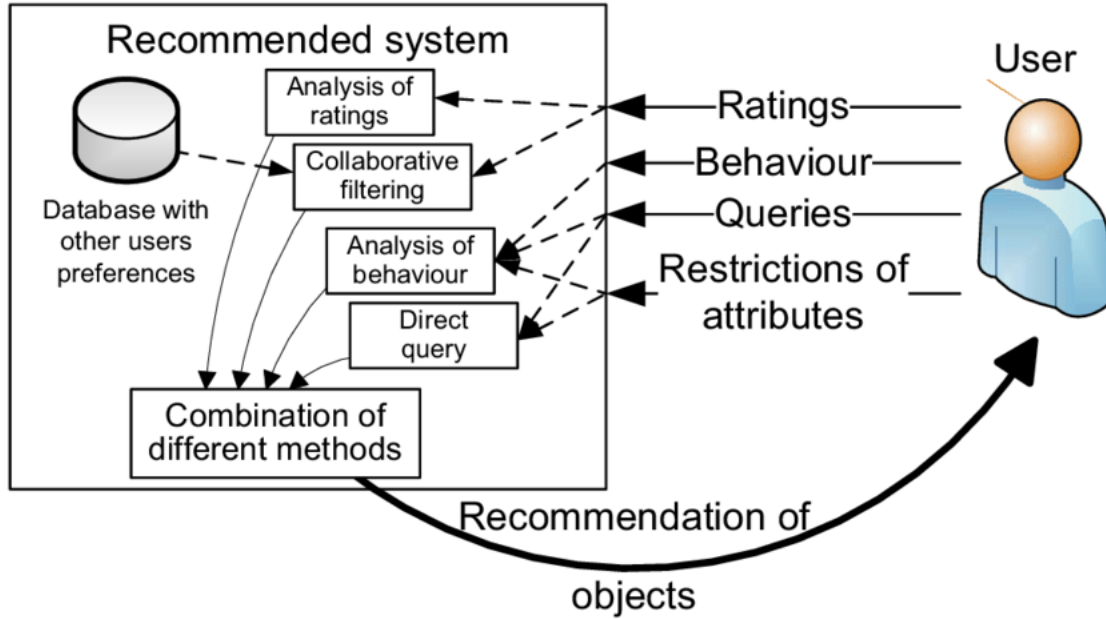 Recommended system
Analysis of
ratings
Collaborative
filtering
Database with
other users
preferences
Analysis of
behaviour
Direct
query
Combination of
different methods
User
Ratings
Behaviour
Queries
Restrictions of
attributes
Recommendation of
objects